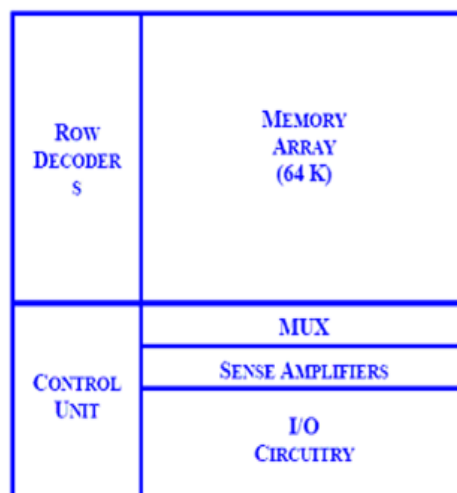 ROW
DECODER
S
MEMORY
ARRAY
(64 K)
MUX
SENSE AMPLIFIERS
CONTROL
UNIT
I/O
CIRCUITRY